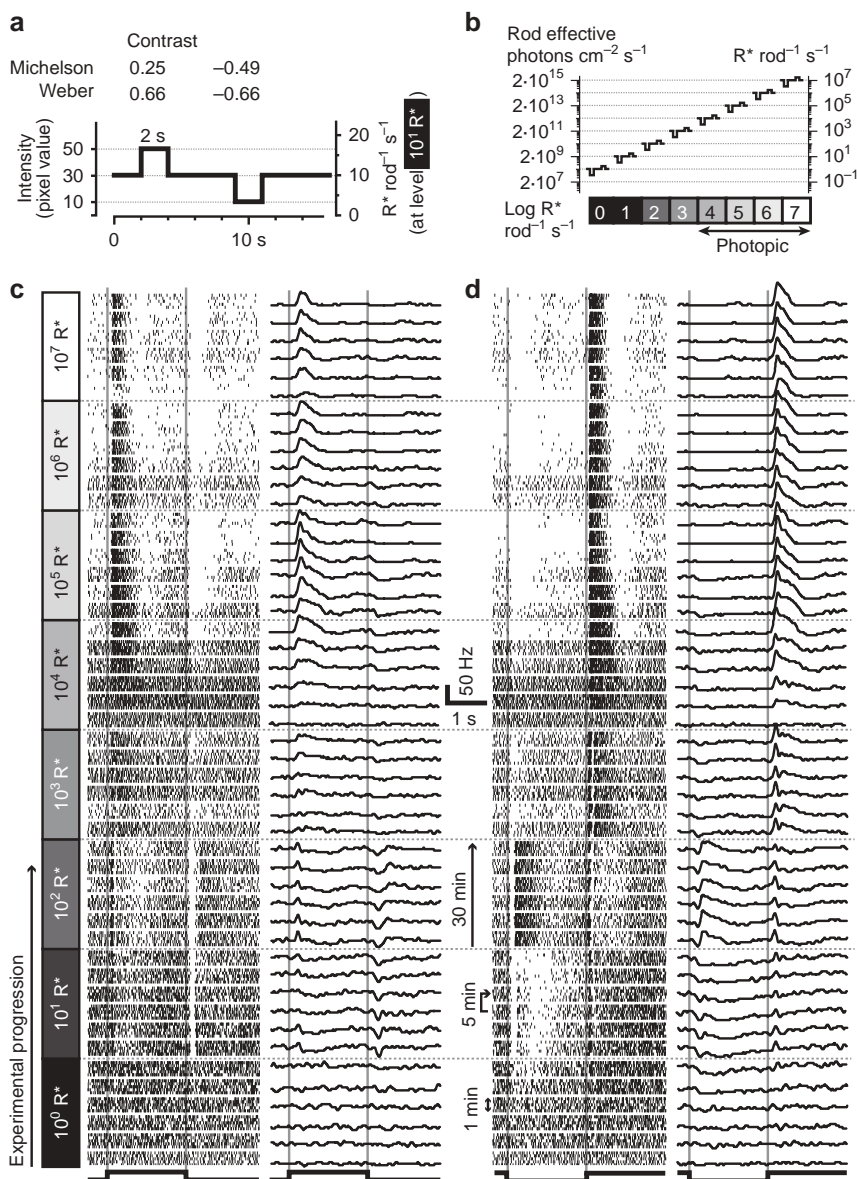 a
Contrast
Michelson 0.25 –0.49
Weber 0.66 –0.66
Intensity
(pixel value)
50
30
10
2 s
0
10 s
20
15
10
5
0
R* rod⁻¹ s⁻¹
(at level 10¹ R*)
b
Rod effective
photons cm⁻² s⁻¹
R* rod⁻¹ s⁻¹
2·10¹⁵
2·10¹³
2·10¹¹
2·10⁹
2·10⁷
10⁷
10⁵
10³
10¹
10⁻¹
Log R*
rod⁻¹ s⁻¹
0 1 2 3 4 5 6 7
Photopic
c
d
10⁷ R*
10⁶ R*
10⁵ R*
10⁴ R*
10³ R*
10² R*
10¹ R*
10⁰ R*
Experimental progression
50 Hz
1 s
30 min
5 min
1 min